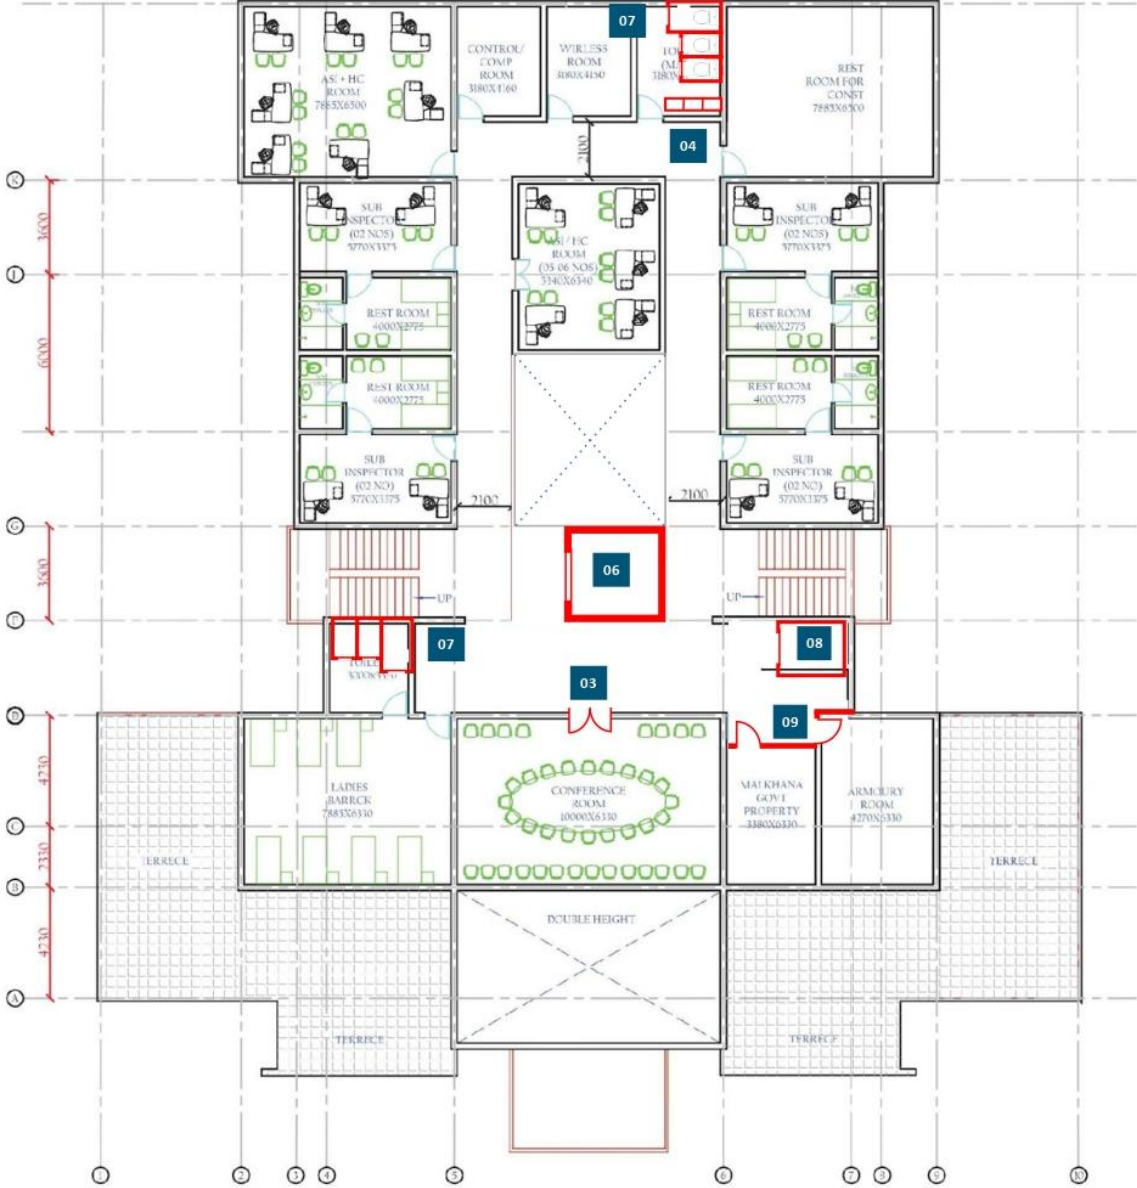 07
CONTROL/
COMP
ROOM
3180X4160
WIRLESS
ROOM
3180X4150
REST
ROOM FOR
CONST
7885X6500
ASI + HC
ROOM
7885X6500
04
2100
K
3600
SUB
INSPECTOR
(02 NOS)
5770X3375
ASI / HC
ROOM
(05-06 NOS)
3340X6340
SUB
INSPECTOR
(02 NOS)
5770X3375
J
6000
REST ROOM
4000X2775
REST ROOM
4000X2775
REST ROOM
4000X2775
REST ROOM
4000X2775
SUB
INSPECTOR
(02 NO)
5770X3375
SUB
INSPECTOR
(02 NO)
5770X3375
2100
2100
G
3600
06
UP
UP
F
07
08
03
09
4230
LADIES
BARRCK
7885X6330
CONFERENCE
ROOM
10000X6330
MALKHANA
GOVT
PROPERTY
3380X6330
ARMOURY
ROOM
4270X6330
C
2330
TERRECE
TERRECE
B
DOUBLE HEIGHT
4230
A
TERRECE
TERRECE
1
2
3
4
5
6
7
8
9
10